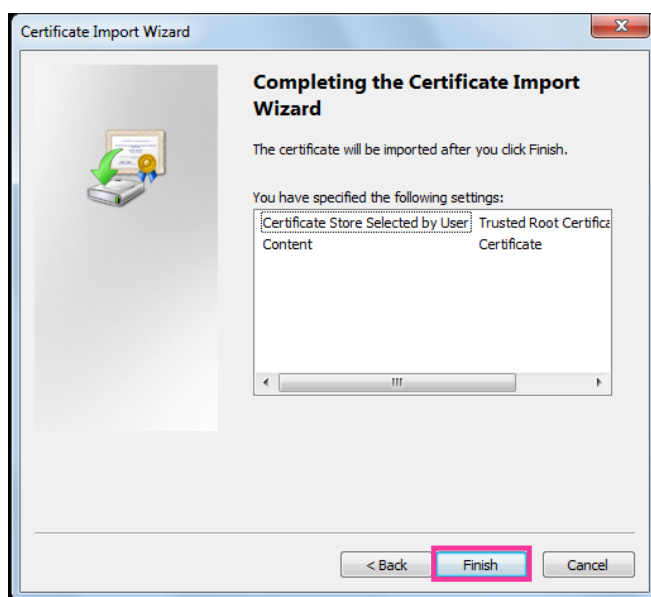 Certificate Import Wizard
Completing the Certificate Import
Wizard
The certificate will be imported after you click Finish.
You have specified the following settings:
Certificate Store Selected by User Trusted Root Certifica
Content Certificate
< Back Finish Cancel